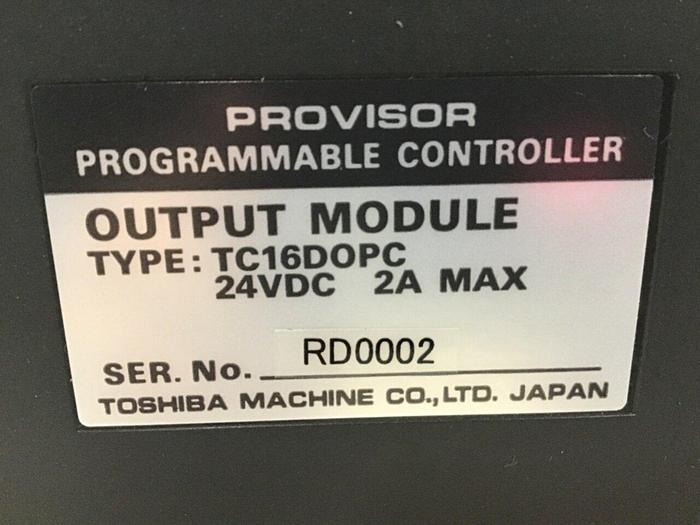 PROVISOR
PROGRAMMABLE CONTROLLER
OUTPUT MODULE
TYPE: TC16DOPC
24VDC 2A MAX
SER. No. RD0002
TOSHIBA MACHINE CO.,LTD. JAPAN